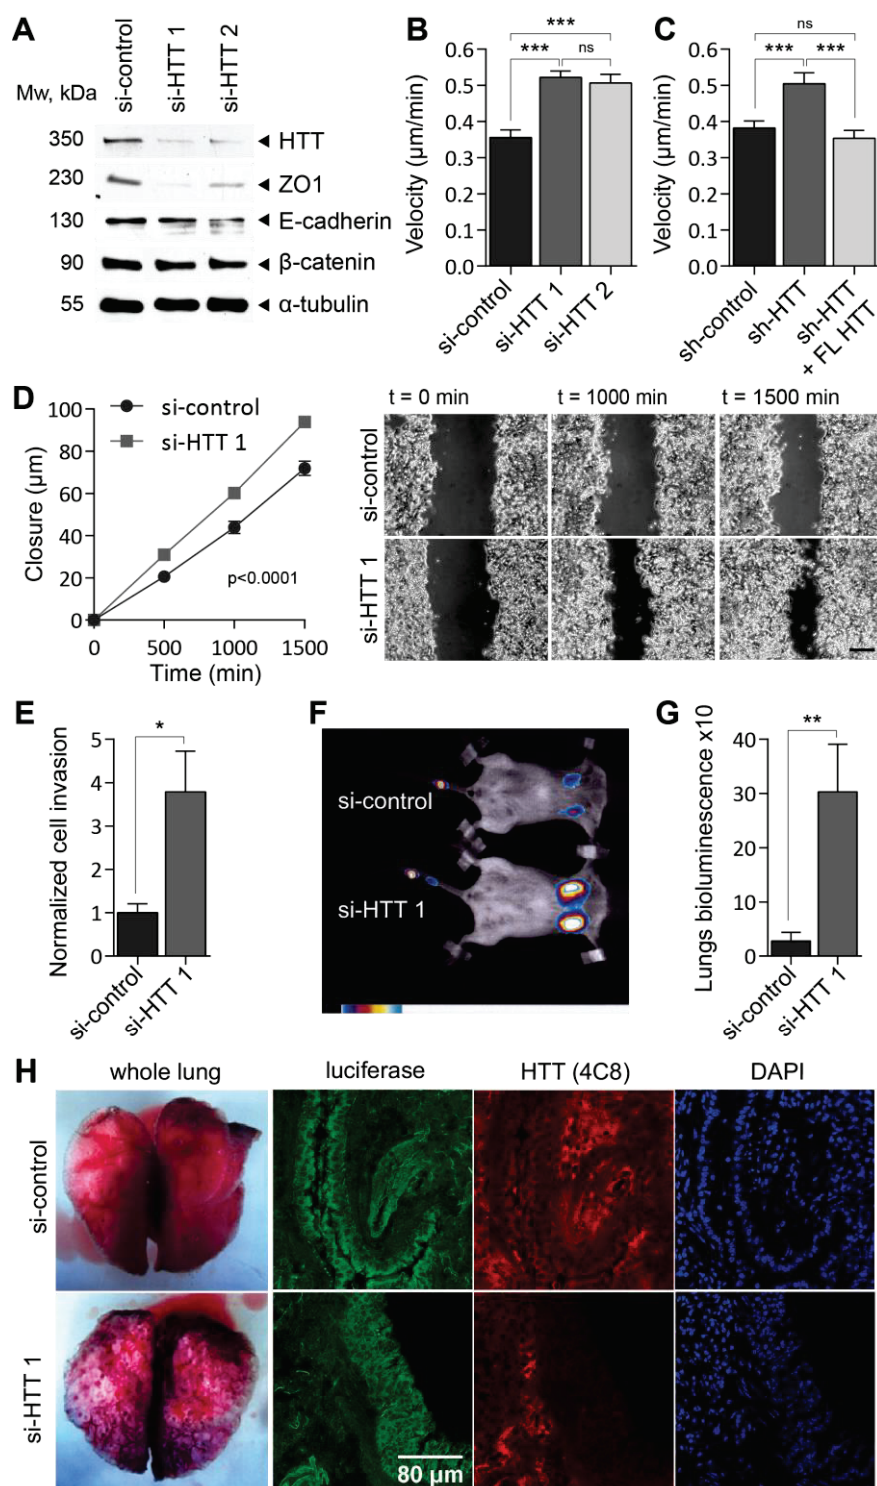 A
si-control
si-HTT 1
si-HTT 2
Mw, kDa
350
HTT
230
ZO1
130
E-cadherin
90
β-catenin
55
α-tubulin
B
***
***
ns
Velocity (µm/min)
0.6
0.5
0.4
0.3
0.2
0.1
0.0
si-control
si-HTT 1
si-HTT 2
C
ns
***
***
Velocity (µm/min)
0.6
0.5
0.4
0.3
0.2
0.1
0.0
sh-control
sh-HTT
sh-HTT
+ FL HTT
D
Closure (µm)
100
80
60
40
20
0
si-control
si-HTT 1
p<0.0001
0
500
1000
1500
Time (min)
t = 0 min
t = 1000 min
t = 1500 min
si-control
si-HTT 1
E
*
Normalized cell invasion
5
4
3
2
1
0
si-control
si-HTT 1
F
si-control
si-HTT 1
G
**
Lungs bioluminescence x10
40
30
20
10
0
si-control
si-HTT 1
H
whole lung
luciferase
HTT (4C8)
DAPI
si-control
si-HTT 1
80 µm